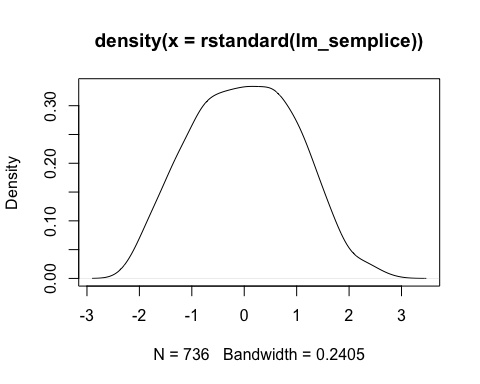 density(x = rstandard(lm_semplice))
Density
0.30
0.20
0.10
0.00
-3 -2 -1 0 1 2 3
N = 736 Bandwidth = 0.2405